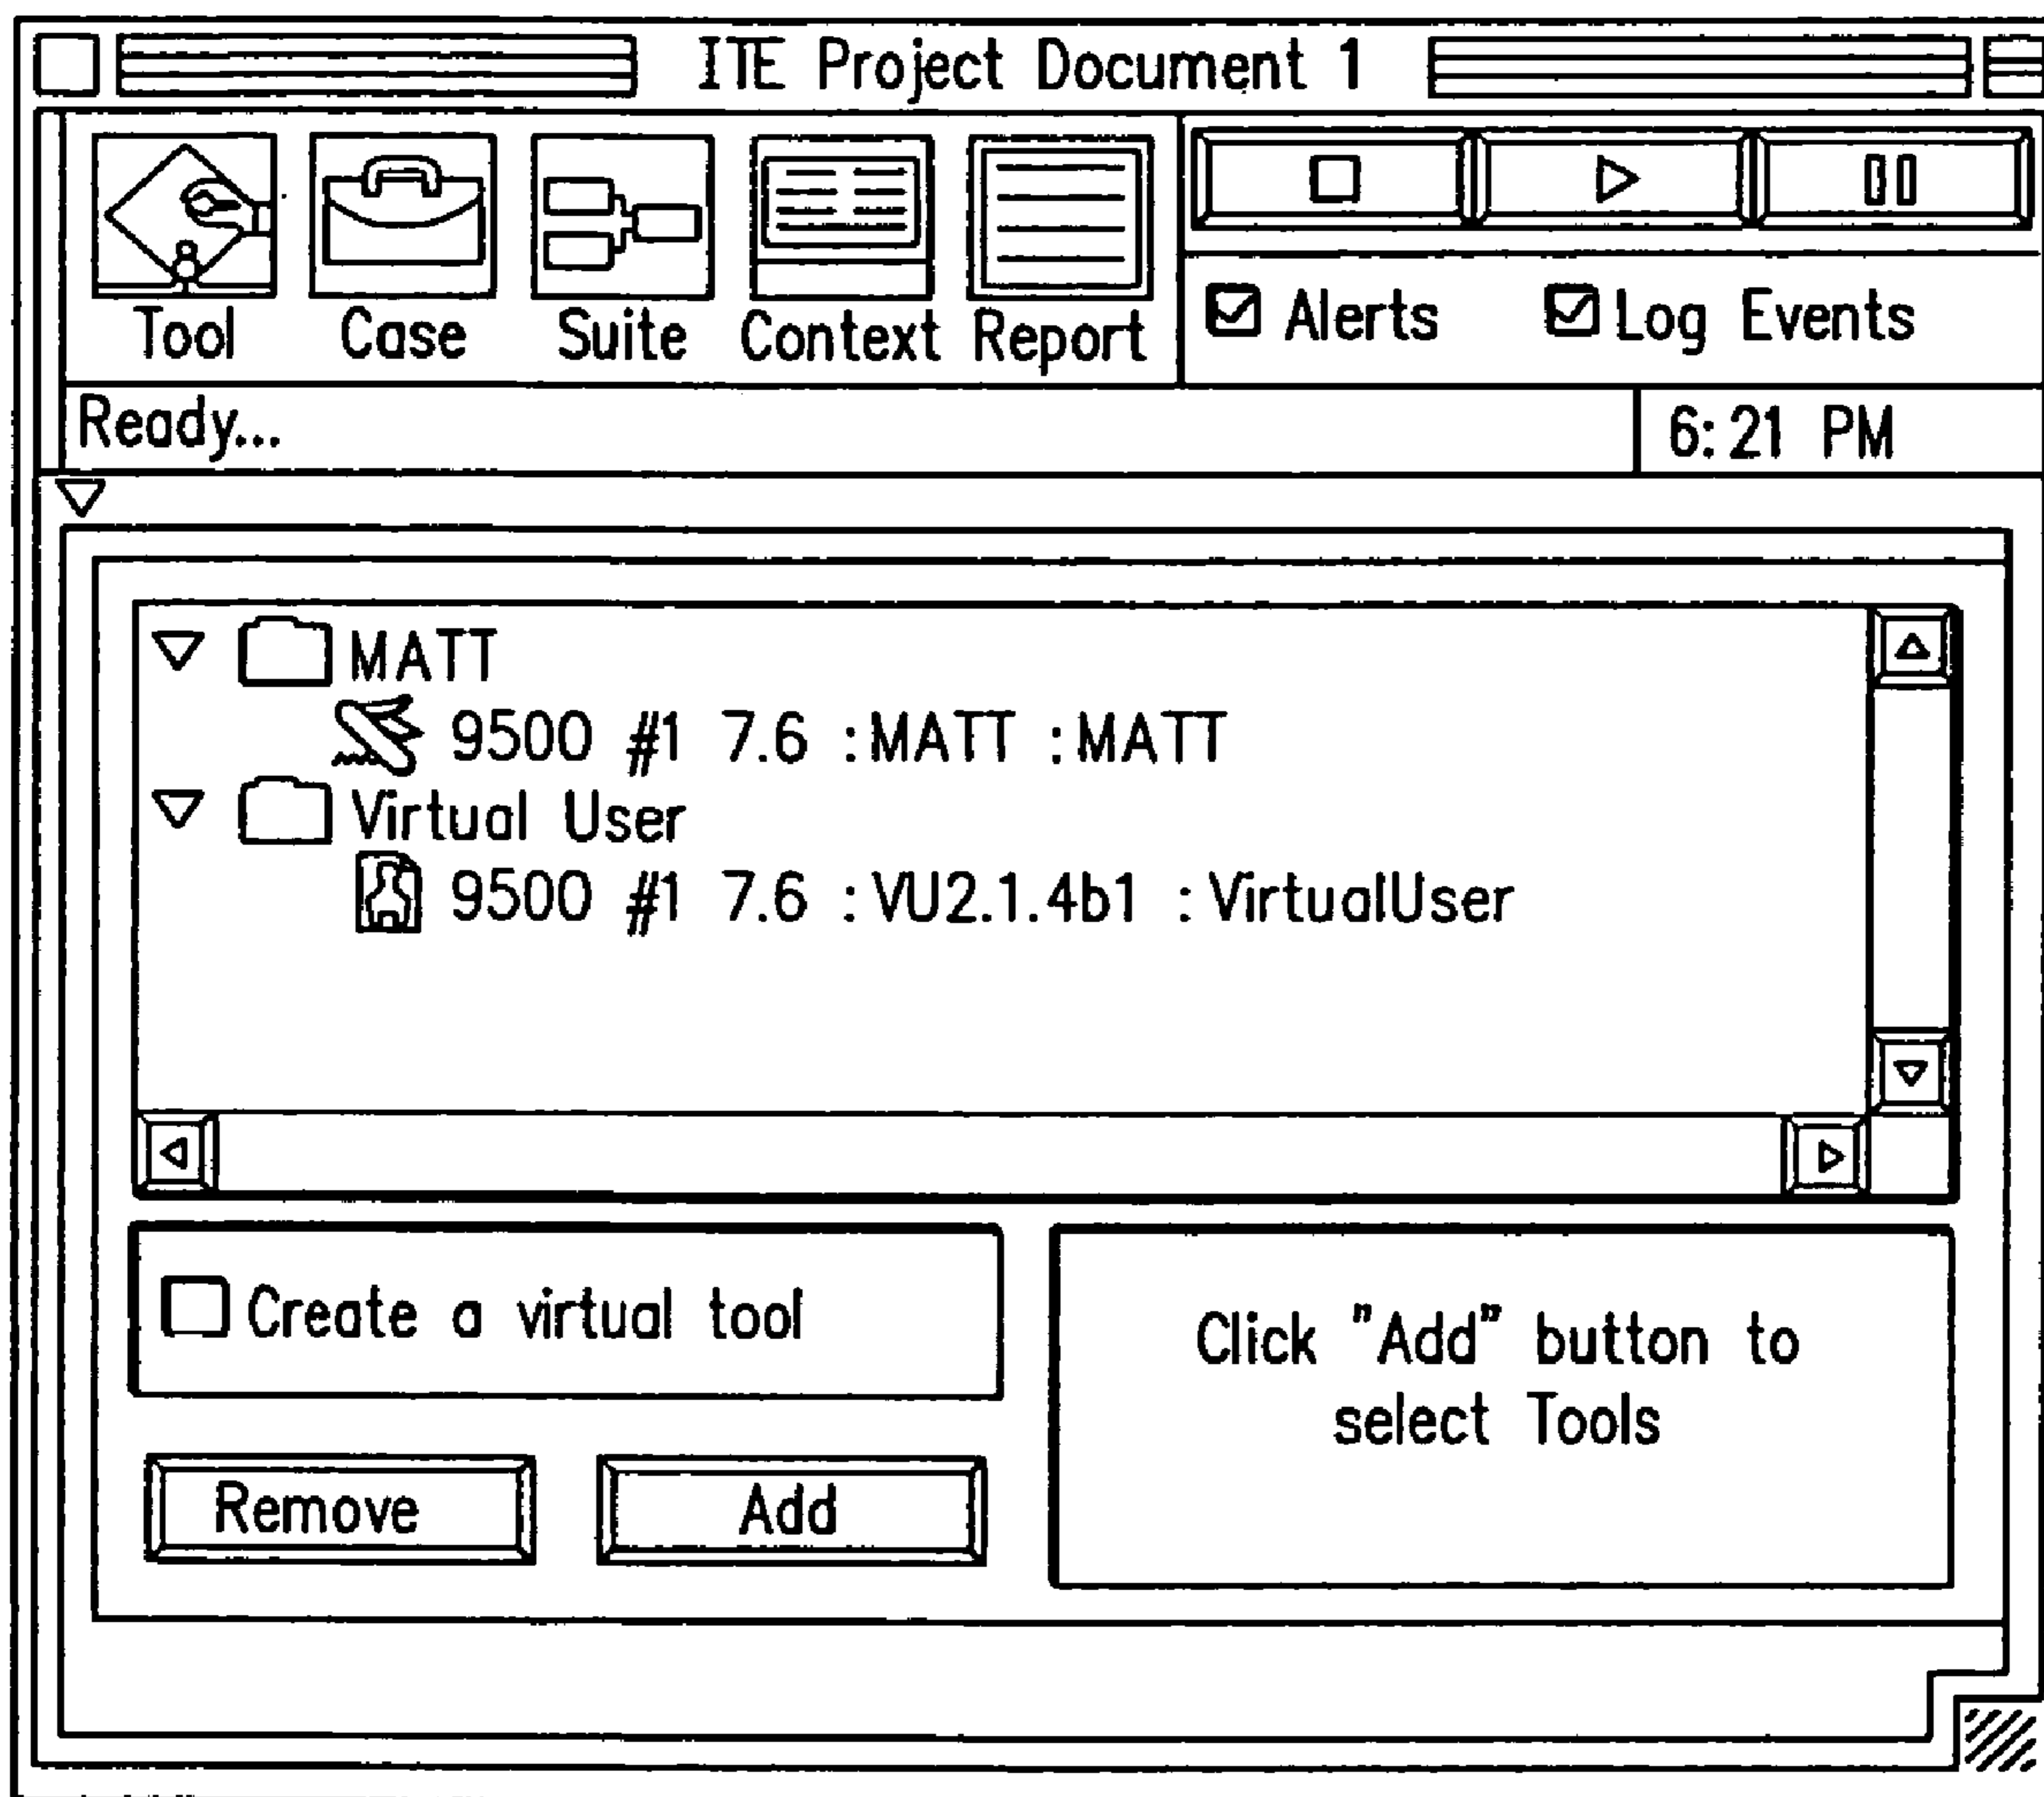 ITE Project Document 1
Tool Case Suite Context Report
Alerts Log Events
Ready... 6:21 PM
MATT
9500 #1 7.6 :MATT :MATT
Virtual User
9500 #1 7.6 :VU2.1.4b1 :VirtualUser
Create a virtual tool
Click "Add" button to
select Tools
Remove Add